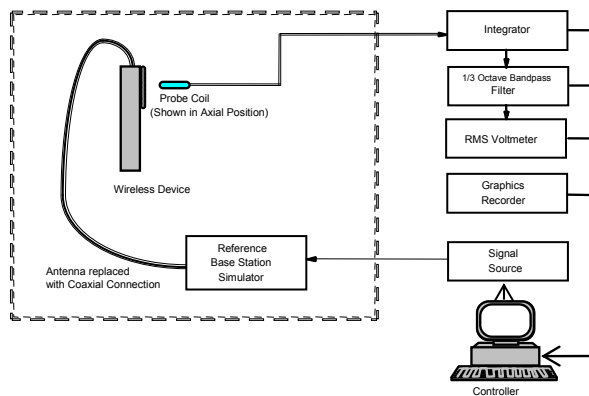 Integrator
1/3 Octave Bandpass
Filter
RMS Voltmeter
Graphics
Recorder
Signal
Source
Controller
Probe Coil
(Shown in Axial Position)
Wireless Device
Reference
Base Station
Simulator
Antenna replaced
with Coaxial Connection